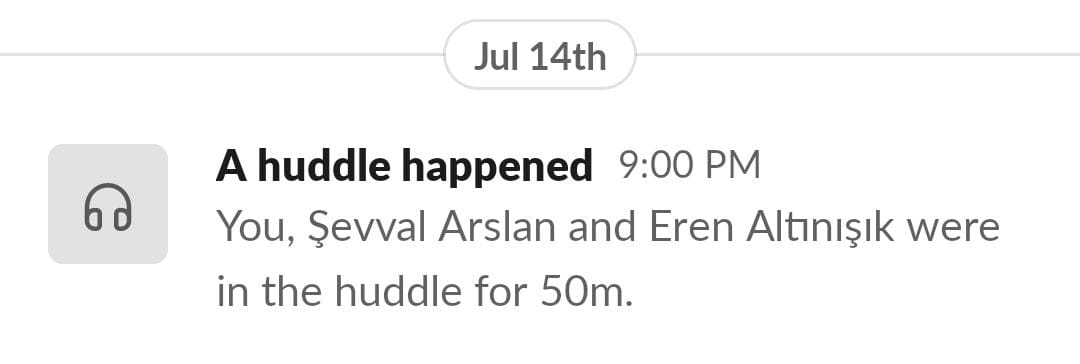 Jul 14th
A huddle happened 9:00 PM
You, Şevval Arslan and Eren Altınışık were
in the huddle for 50m.